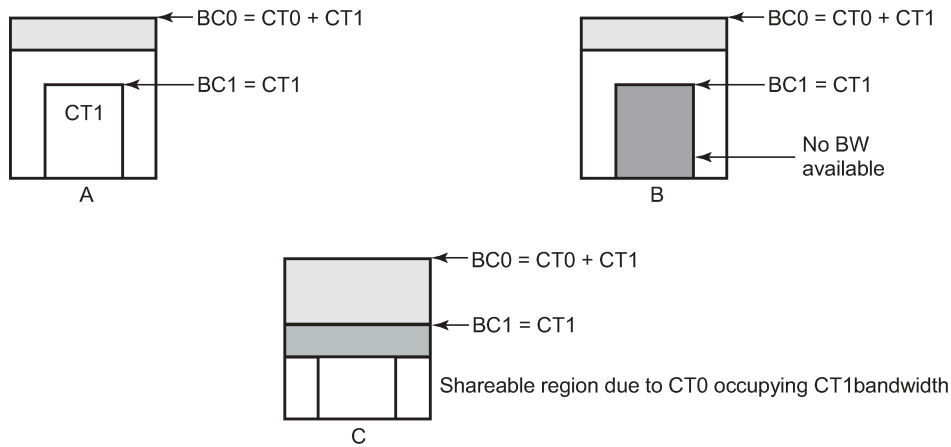 BC0 = CT0 + CT1
BC1 = CT1
CT1
A
BC0 = CT0 + CT1
BC1 = CT1
No BW
available
B
BC0 = CT0 + CT1
BC1 = CT1
Shareable region due to CT0 occupying CT1bandwidth
C